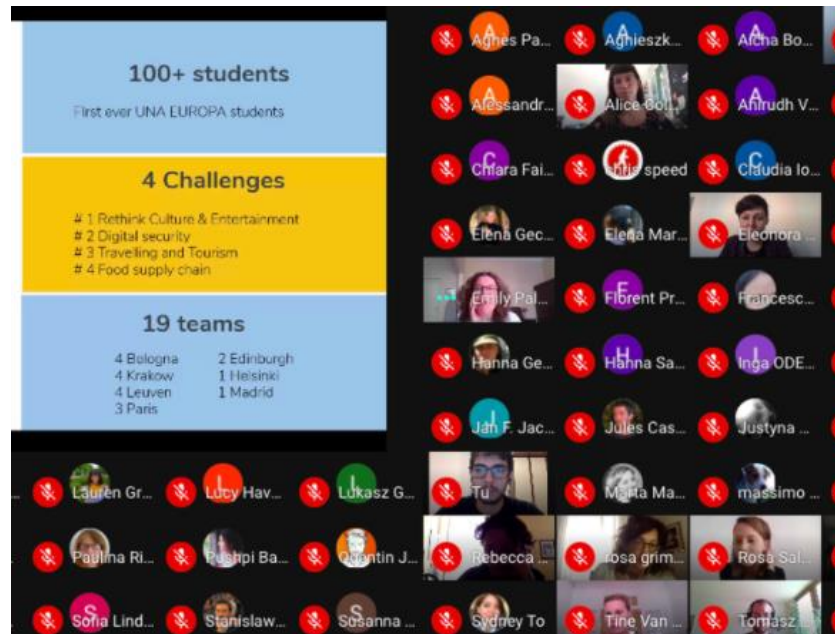 100+ students
First ever UNA EUROPA students
4 Challenges
# 1 Rethink Culture & Entertainment
# 2 Digital security
# 3 Travelling and Tourism
# 4 Food supply chain
19 teams
4 Bologna 2 Edinburgh
4 Krakow 1 Helsinki
4 Leuven 1 Madrid
3 Paris
A A A
Agnes Pa... Agnieszk... Aicha Bo...
A
Alessandr... Alice Col... Anirudh V...
C C
Chiara Fai... chris speed Claudia Io...
Elena Gec... Elena Mar... Eleonora ...
Emily Pal... Florent Pr... Francesc...
H
Hanna Ge... Hanna Sa... Inga ODE...
Jan F. Jac... Jules Cas... Justyna ...
Lauren Gr... Lucy Hav... Lukasz G... Tu Marta Ma... massimo ...
Paulina Ri... Pushpi Ba... Quentin J... Rebecca ... rosa grim... Rosa Sal...
S S
Sofia Lind... Stanislaw... Susanna ... Sydney To Tine Van ... Tomasz ...